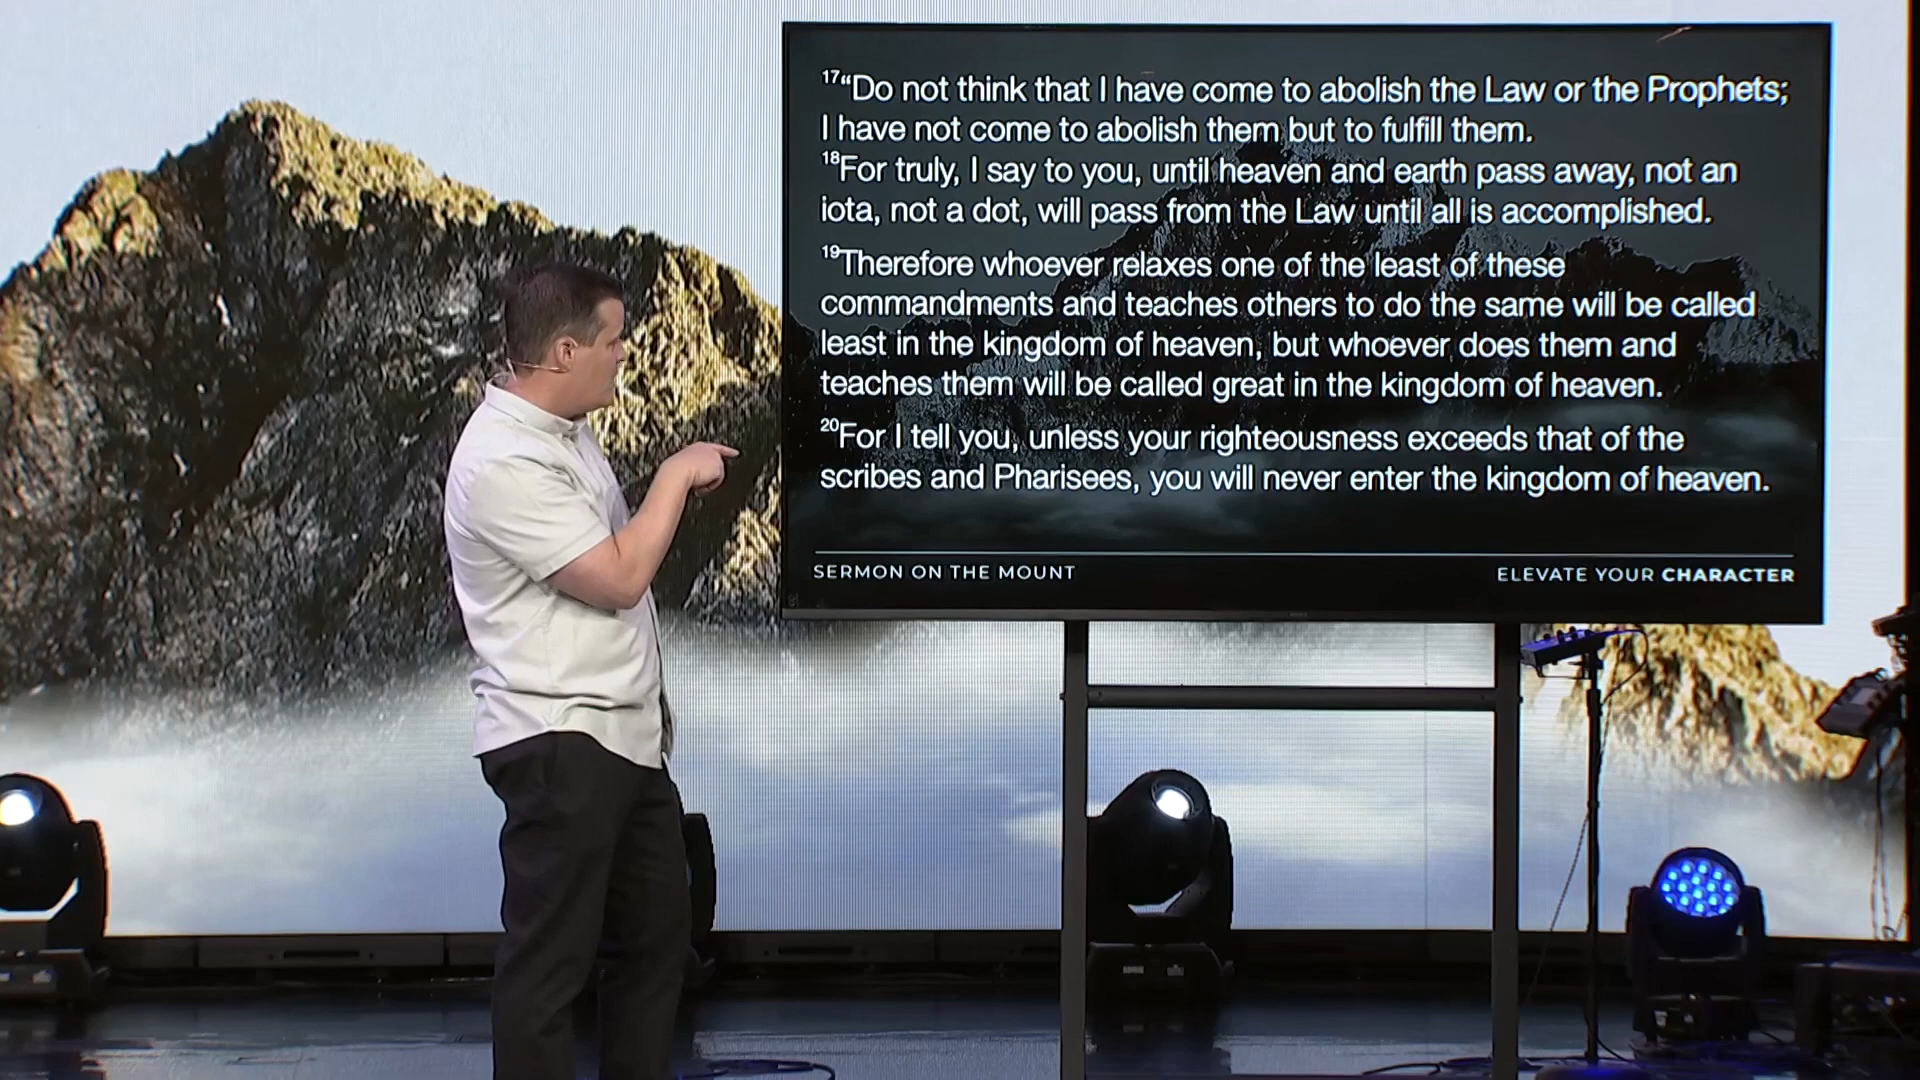 17“Do not think that I have come to abolish the Law or the Prophets;
I have not come to abolish them but to fulfill them.
18For truly, I say to you, until heaven and earth pass away, not an
iota, not a dot, will pass from the Law until all is accomplished.
19Therefore whoever relaxes one of the least of these
commandments and teaches others to do the same will be called
least in the kingdom of heaven, but whoever does them and
teaches them will be called great in the kingdom of heaven.
20For I tell you, unless your righteousness exceeds that of the
scribes and Pharisees, you will never enter the kingdom of heaven.
SERMON ON THE MOUNT
ELEVATE YOUR CHARACTER